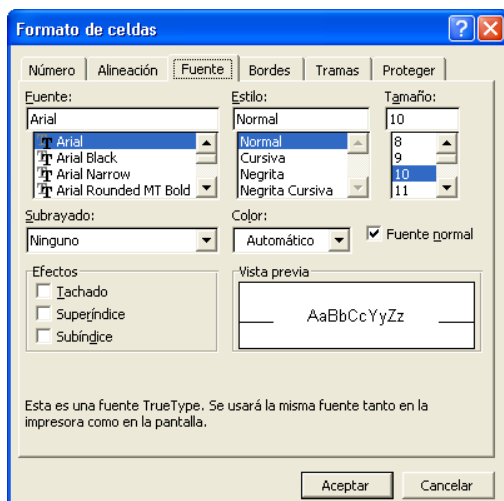 Formato de celdas
Número Alineación Fuente Bordes Tramas Proteger
Fuente: Estilo: Tamaño:
Arial Normal 10
Arial Normal 8
Arial Black Cursiva 9
Arial Narrow Negrita 10
Arial Rounded MT Bold Negrita Cursiva 11
Subrayado: Color:
Ninguno Automático Fuente normal
Efectos Vista previa
Tachado
Superíndice AaBbCcYyZz
Subíndice
Esta es una fuente TrueType. Se usará la misma fuente tanto en la
impresora como en la pantalla.
Aceptar Cancelar